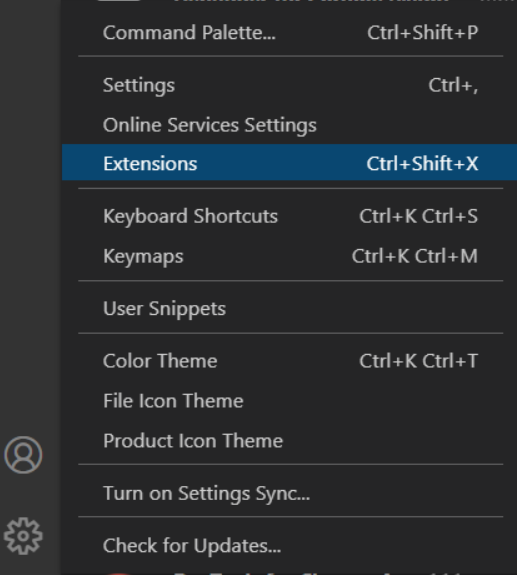 Command Palette... Ctrl+Shift+P
Settings Ctrl+,
Online Services Settings
Extensions Ctrl+Shift+X
Keyboard Shortcuts Ctrl+K Ctrl+S
Keymaps Ctrl+K Ctrl+M
User Snippets
Color Theme Ctrl+K Ctrl+T
File Icon Theme
Product Icon Theme
Turn on Settings Sync...
Check for Updates...